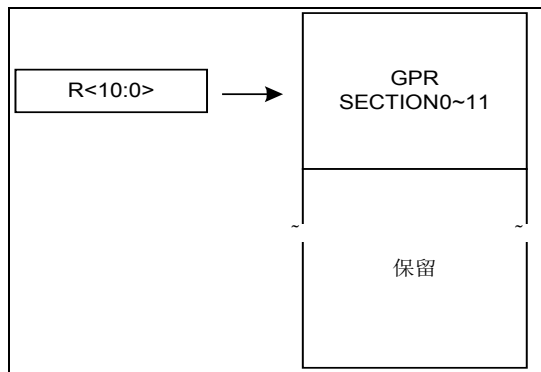 R<10:0>
GPR
SECTION0~11
~ ~
保留